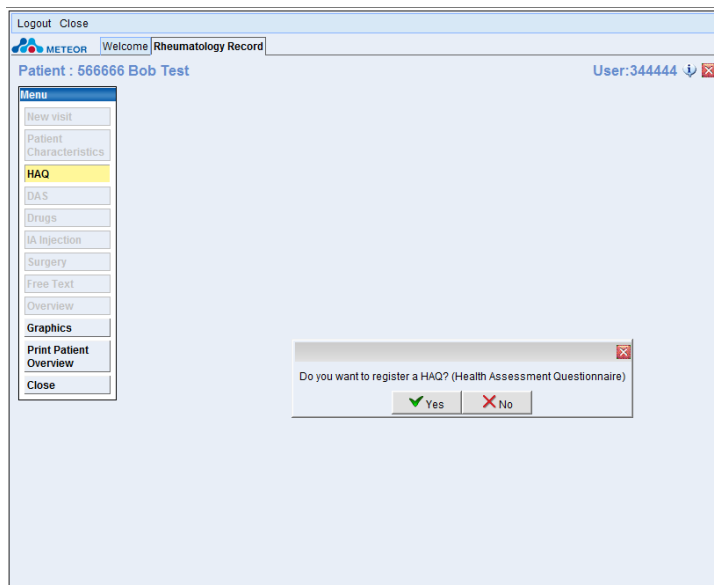 Logout Close
METEOR Welcome Rheumatology Record
Patient : 566666 Bob Test User:344444
Menu
New visit
Patient
Characteristics
HAQ
DAS
Drugs
IA Injection
Surgery
Free Text
Overview
Graphics
Print Patient
Overview
Close
Do you want to register a HAQ? (Health Assessment Questionnaire)
Yes No